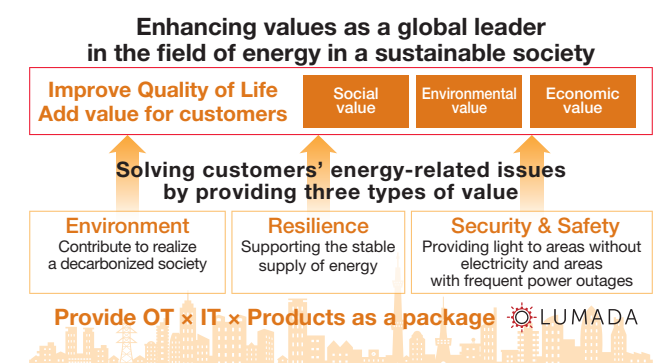 Enhancing values as a global leader
in the field of energy in a sustainable society
Improve Quality of Life
Add value for customers
Social
value
Environmental
value
Economic
value
Solving customers' energy-related issues
by providing three types of value
Environment
Contribute to realize
a decarbonized society
Resilience
Supporting the stable
supply of energy
Security & Safety
Providing light to areas without
electricity and areas
with frequent power outages
Provide OT × IT × Products as a package LUMADA